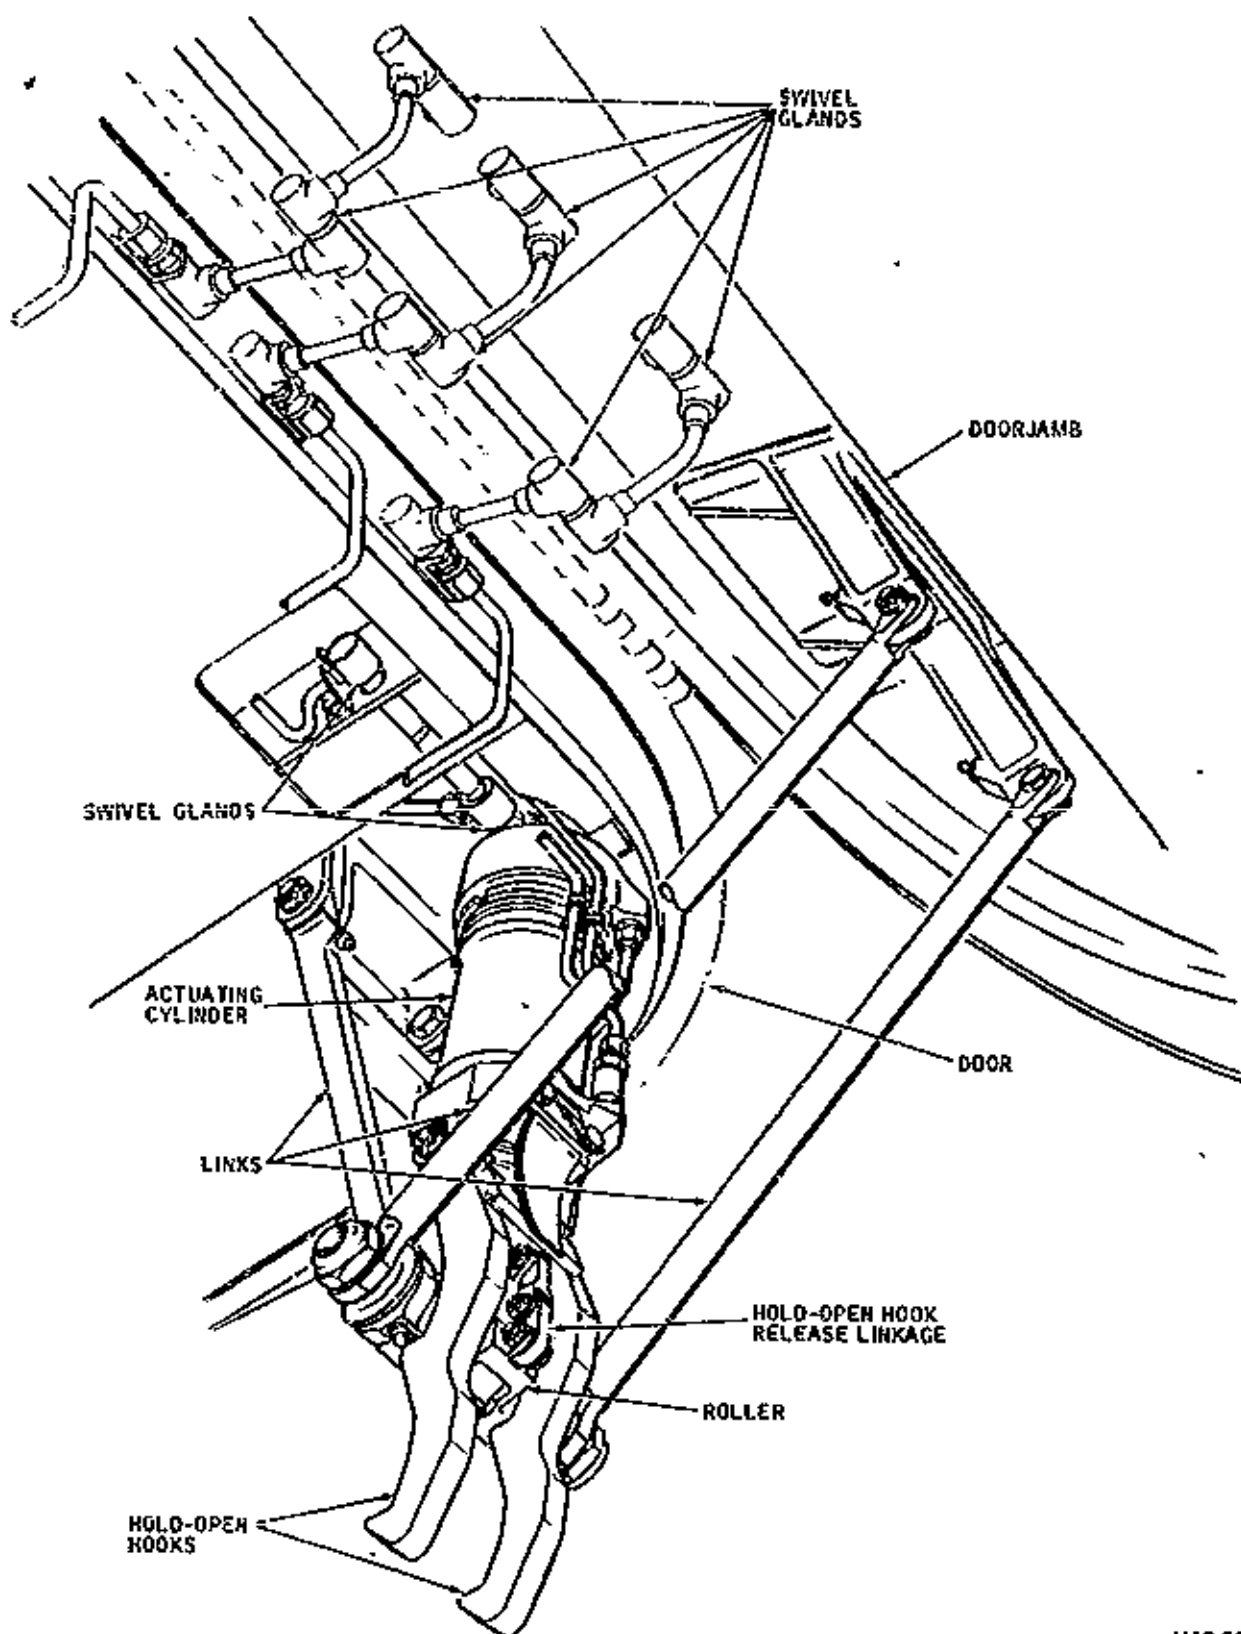 SWIVEL
GLANDS
DOORJAMB
SWIVEL GLANDS
ACTUATING
CYLINDER
DOOR
LINKS
HOLD-OPEN HOOK
RELEASE LINKAGE
ROLLER
HOLD-OPEN
HOOKS